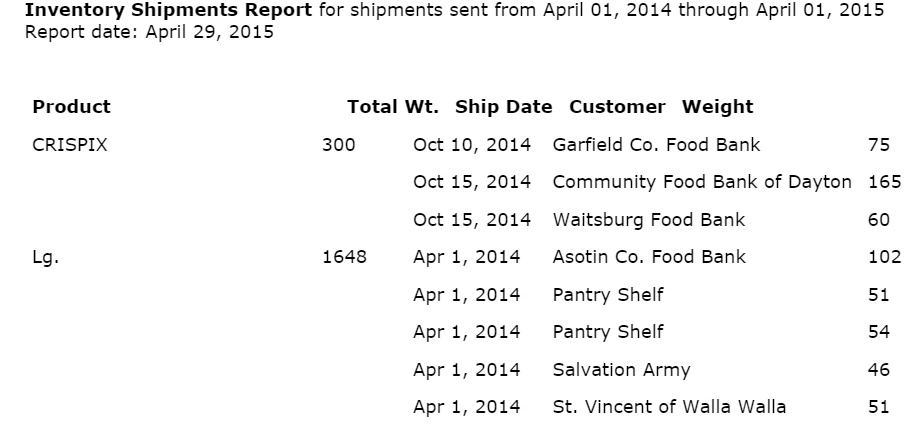 Inventory Shipments Report for shipments sent from April 01, 2014 through April 01, 2015
Report date: April 29, 2015
Product Total Wt. Ship Date Customer Weight
CRISPIX 300 Oct 10, 2014 Garfield Co. Food Bank 75
Oct 15, 2014 Community Food Bank of Dayton 165
Oct 15, 2014 Waitsburg Food Bank 60
Lg. 1648 Apr 1, 2014 Asotin Co. Food Bank 102
Apr 1, 2014 Pantry Shelf 51
Apr 1, 2014 Pantry Shelf 54
Apr 1, 2014 Salvation Army 46
Apr 1, 2014 St. Vincent of Walla Walla 51